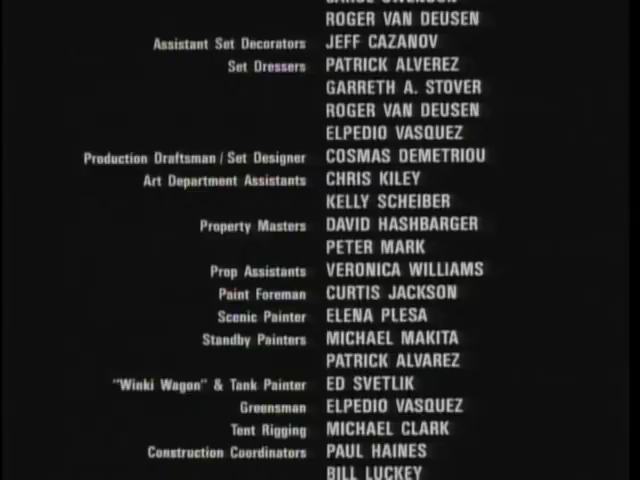 ROGER VAN DEUSEN
Assistant Set Decorators JEFF CAZANOV
Set Dressers PATRICK ALVEREZ
GARRETH A. STOVER
ROGER VAN DEUSEN
ELPEDIO VASQUEZ
Production Draftsman / Set Designer COSMAS DEMETRIOU
Art Department Assistants CHRIS KILEY
KELLY SCHEIBER
Property Masters DAVID HASHBARGER
PETER MARK
Prop Assistants VERONICA WILLIAMS
Paint Foreman CURTIS JACKSON
Scenic Painter ELENA PLESA
Standby Painters MICHAEL MAKITA
PATRICK ALVAREZ
"Winki Wagon" & Tank Painter ED SVETLIK
Greensman ELPEDIO VASQUEZ
Tent Rigging MICHAEL CLARK
Construction Coordinators PAUL HAINES
BILL LUCKEY